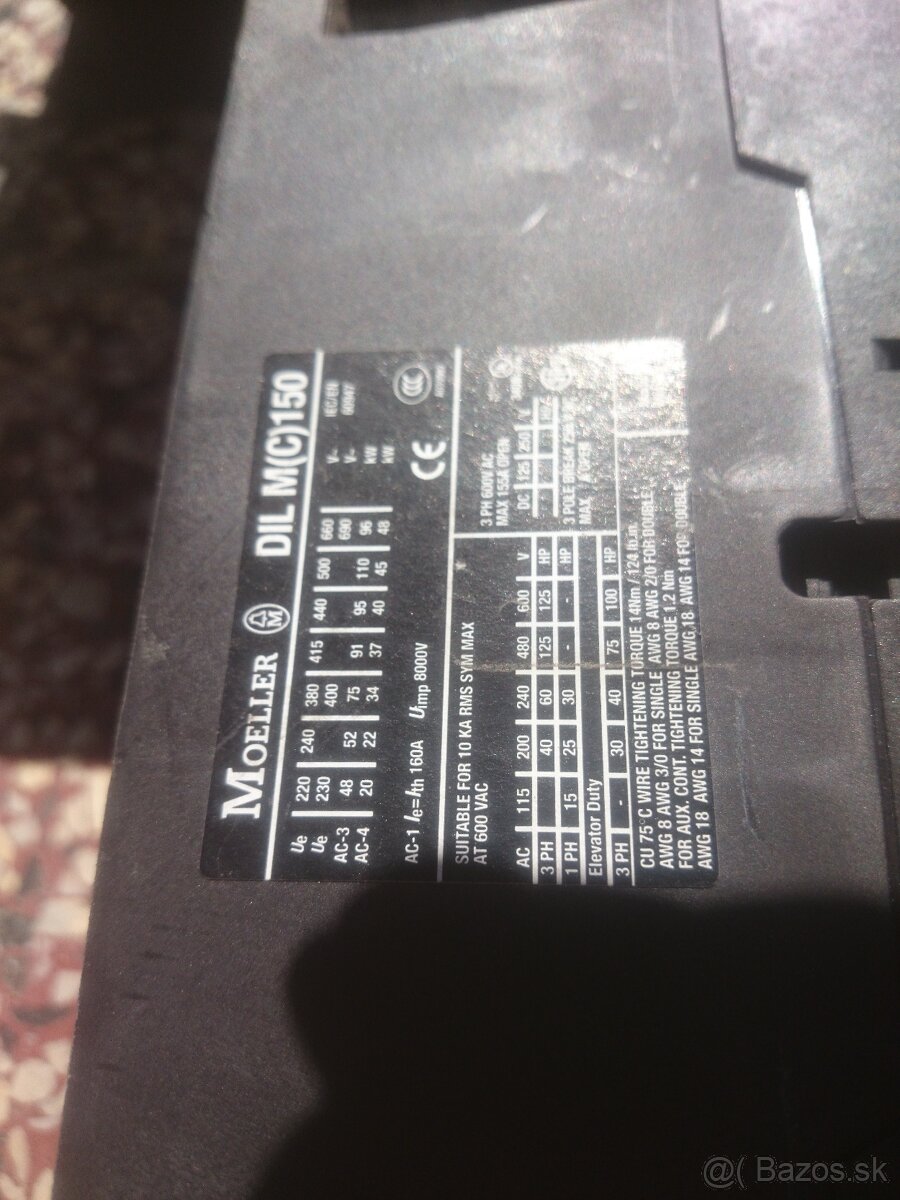 MOELLER M DIL M(C)150
Ue 220 240 380 415 440 500 660 V~ IEC/EN
Ue 230 400 690 V~ 60947
AC-3 48 52 75 91 95 110 96 kW
AC-4 20 22 34 37 40 45 48 kW
AC-1 Ie=Ith 160A Uimp 8000V CE CCC
SUITABLE FOR 10 KA RMS SYM MAX
AT 600 VAC
AC 115 200 240 480 600 V
3 PH 40 60 125 125 HP
1 PH 15 25 30 - - HP
Elevator Duty
3 PH - 30 40 75 100 HP
3 PH 600V AC
MAX 155A OPEN
DC 125 250 V
3 POLE BREAK
MAX A OPEN
CU 75°C WIRE TIGHTENING TORQUE 14Nm / 124 lb.in.
AWG 8 AWG 3/0 FOR SINGLE AWG 8 AWG 2/0 FOR DOUBLE
FOR AUX. CONT. TIGHTENING TORQUE 1,2 Nm
AWG 18 AWG 14 FOR SINGLE AWG 18 AWG 14 FOR DOUBLE
@( Bazos.sk